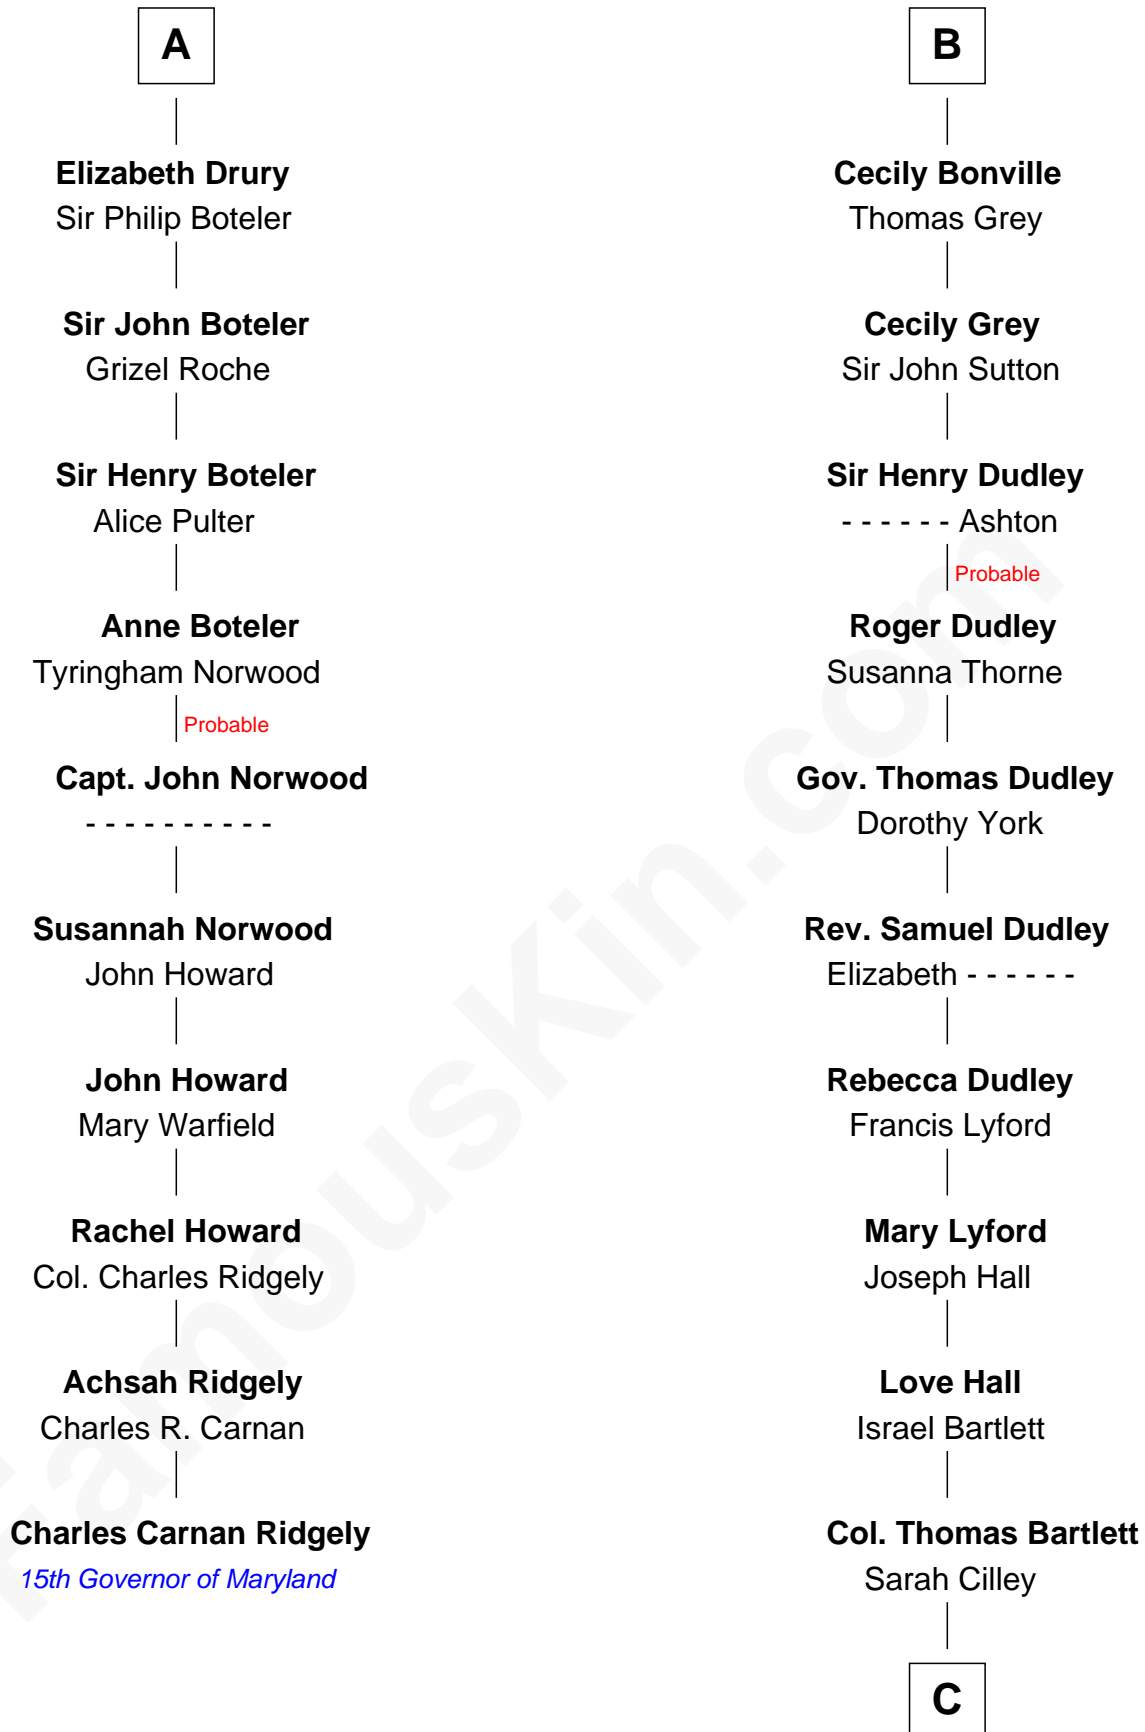 A
Elizabeth Drury
Sir Philip Boteler
Sir John Boteler
Grizel Roche
Sir Henry Boteler
Alice Pulter
Anne Boteler
Tyringham Norwood
Probable
Capt. John Norwood
- - - - - - - - - -
Susannah Norwood
John Howard
John Howard
Mary Warfield
Rachel Howard
Col. Charles Ridgely
Achsah Ridgely
Charles R. Carnan
Charles Carnan Ridgely
15th Governor of Maryland
B
Cecily Bonville
Thomas Grey
Cecily Grey
Sir John Sutton
Sir Henry Dudley
- - - - - - Ashton
Probable
Roger Dudley
Susanna Thorne
Gov. Thomas Dudley
Dorothy York
Rev. Samuel Dudley
Elizabeth - - - - - -
Rebecca Dudley
Francis Lyford
Mary Lyford
Joseph Hall
Love Hall
Israel Bartlett
Col. Thomas Bartlett
Sarah Cilley
C
FamousKin.com